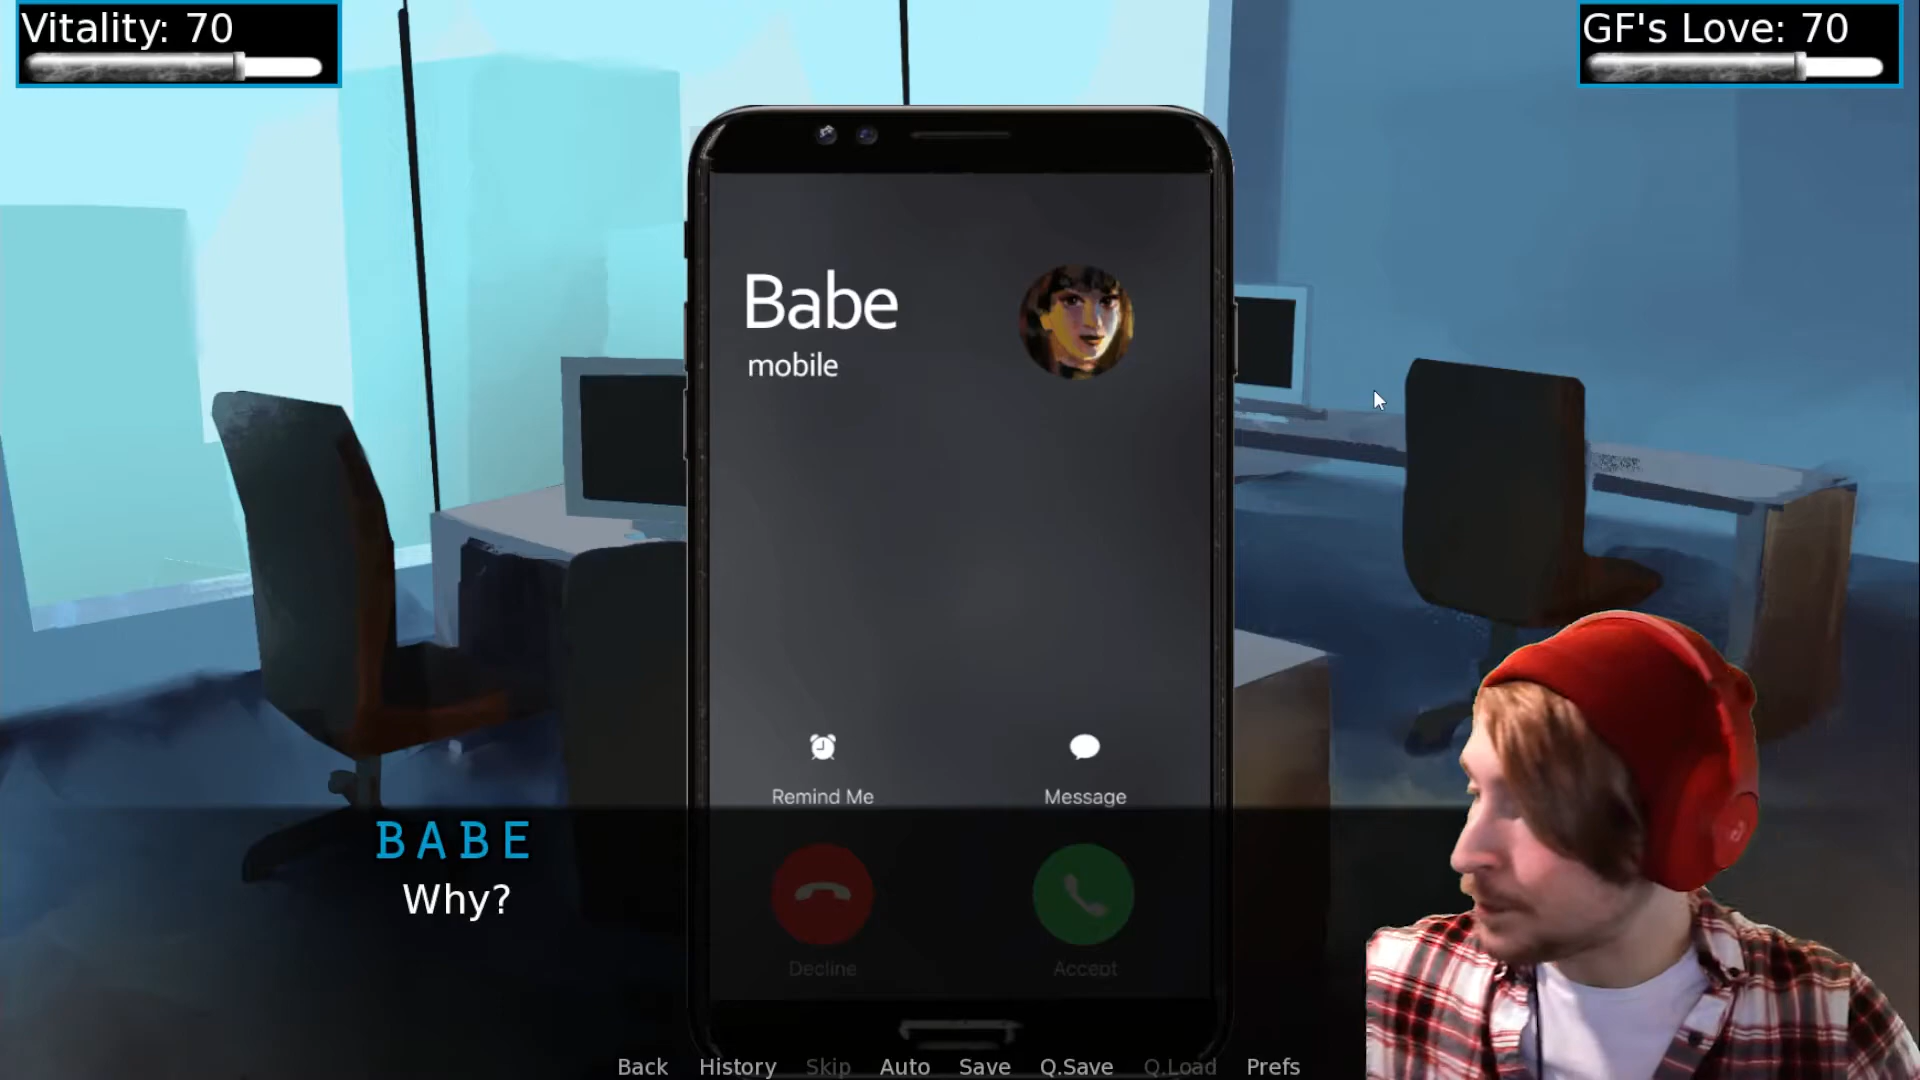 Vitality: 70
GF's Love: 70
Babe
mobile
Remind Me
Message
BABE
Why?
Decline
Accept
Back History Skip Auto Save Q.Save Q.Load Prefs